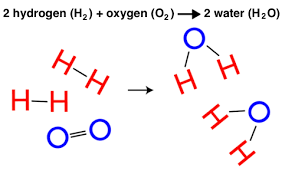 2 hydrogen (H₂) + oxygen (O₂) → 2 water (H₂O)
O
H H
H–H
H–H
O=O
→
O
H
H